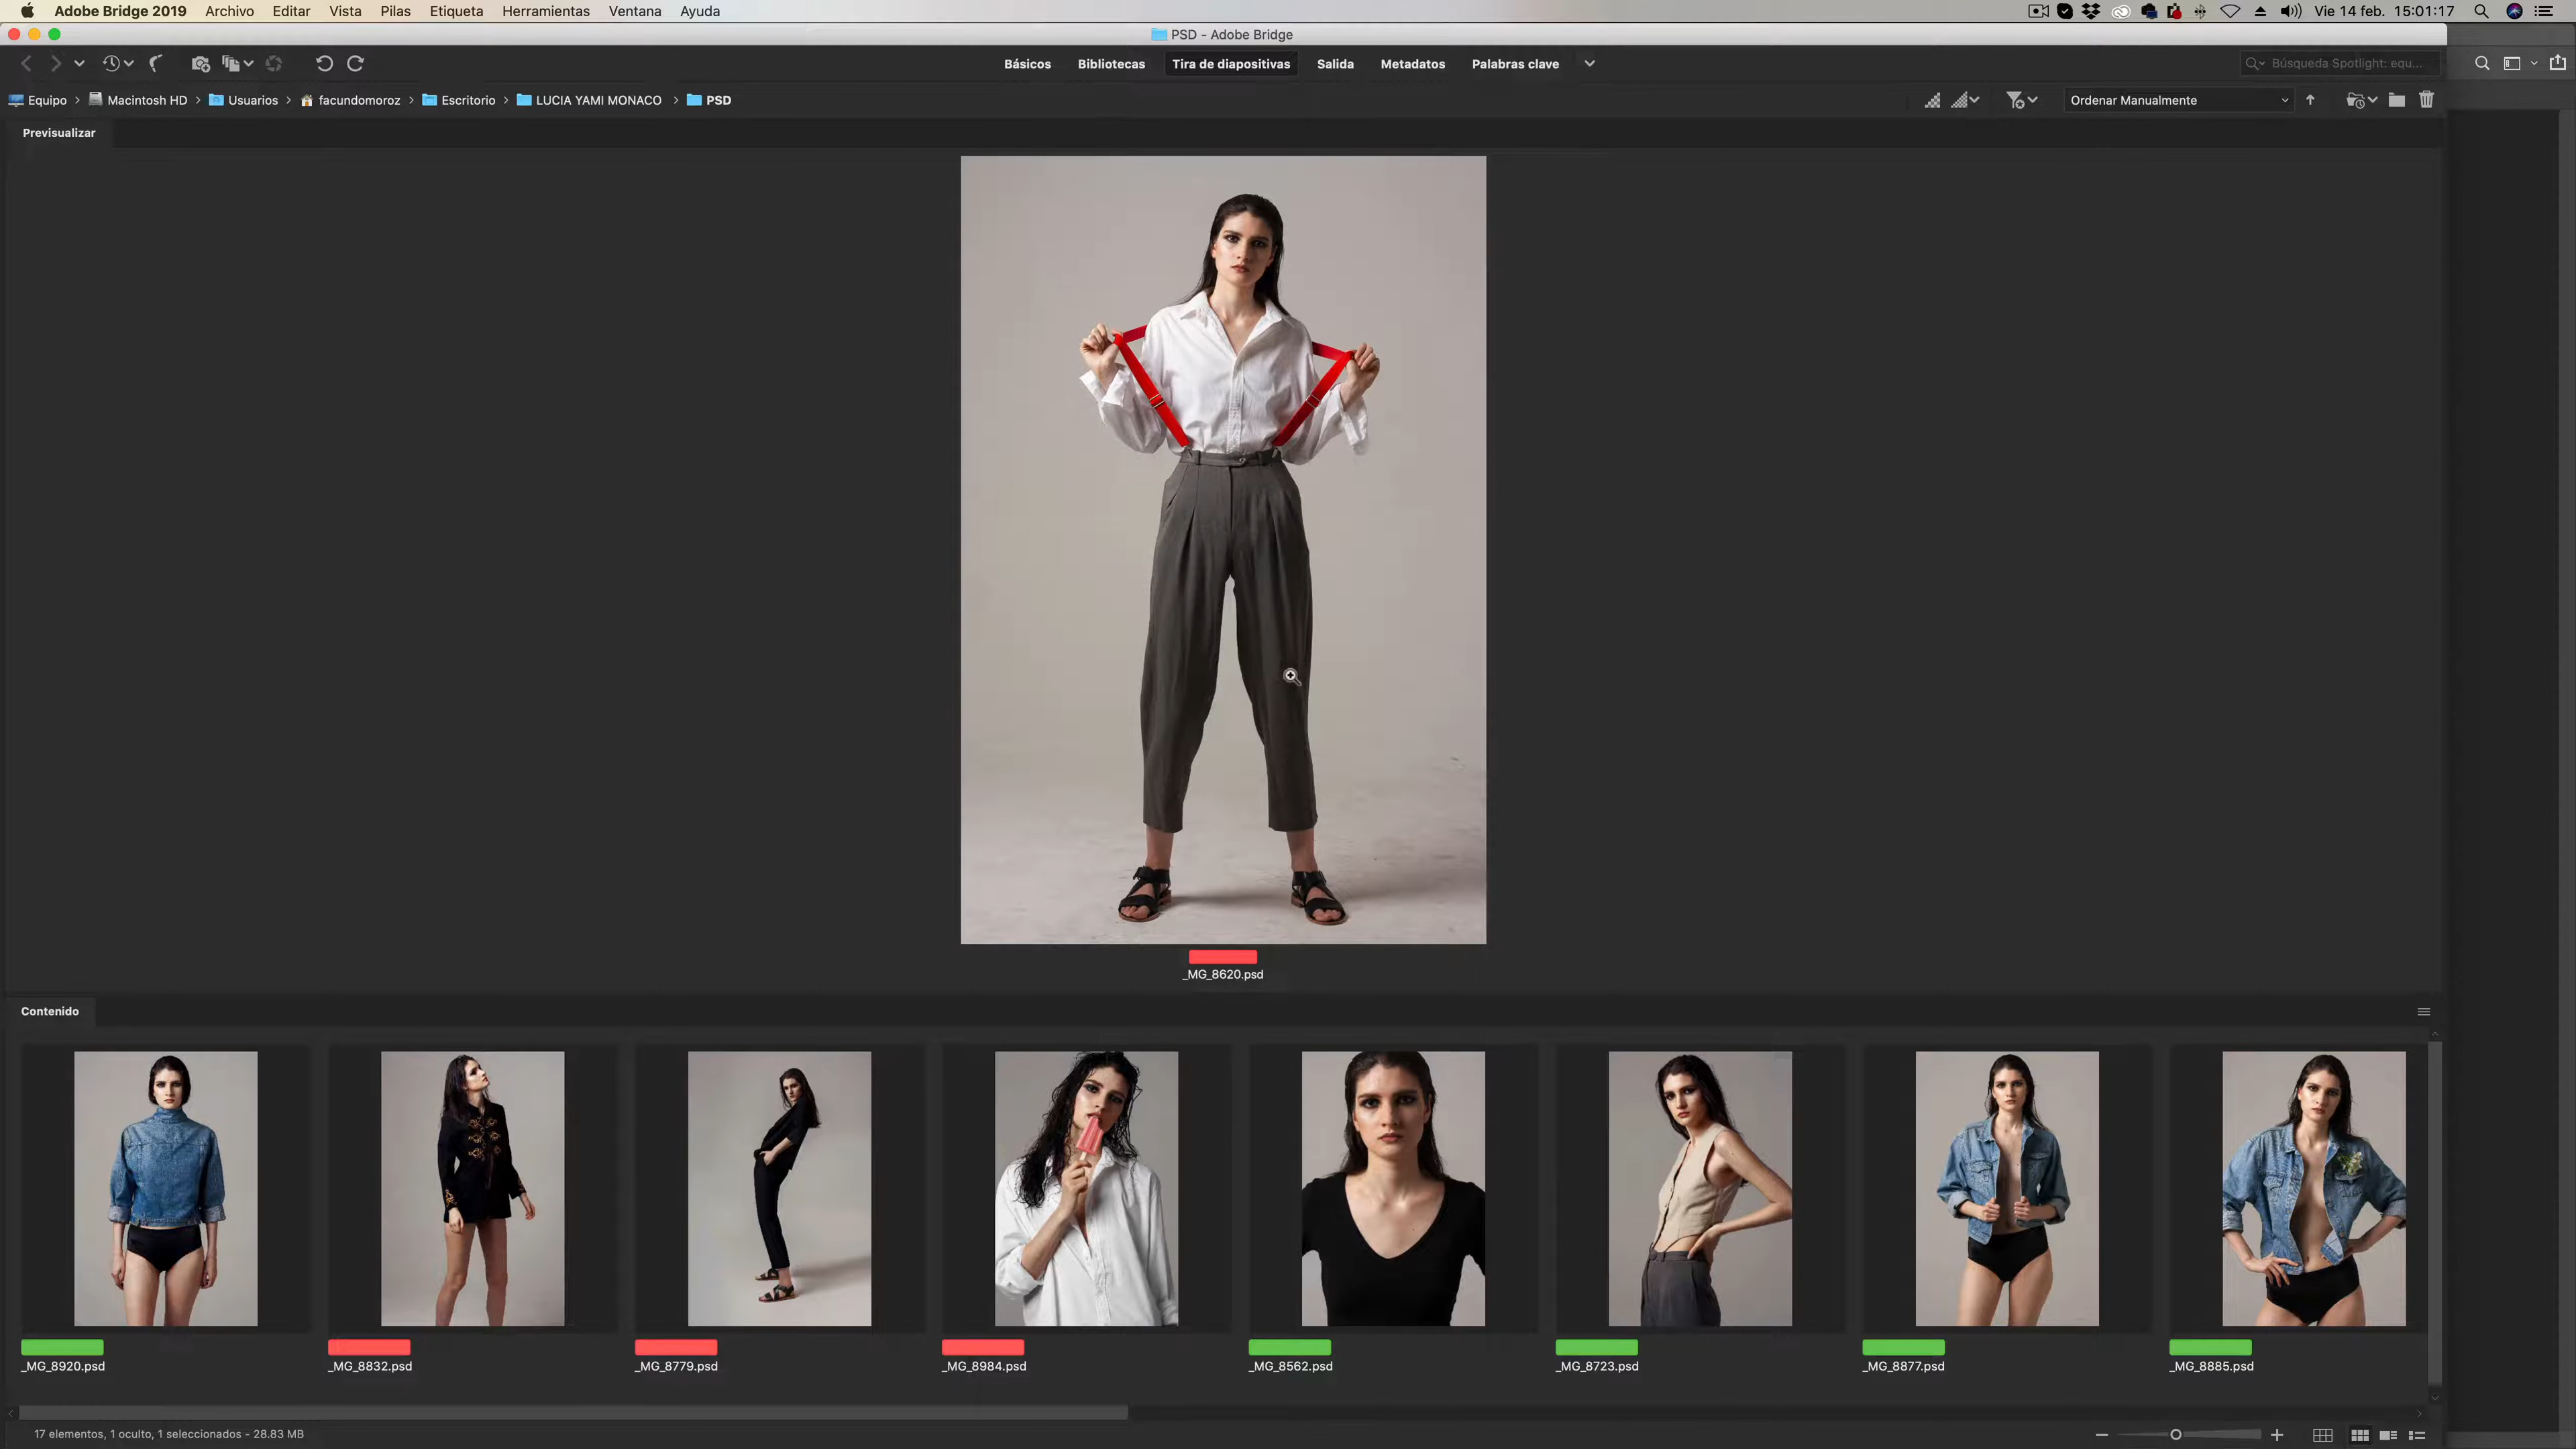 Adobe Bridge 2019 Archivo Editar Vista Pilas Etiqueta Herramientas Ventana Ayuda Vie 14 feb. 15:01:17
PSD - Adobe Bridge
Básicos Bibliotecas Tira de diapositivas Salida Metadatos Palabras clave Búsqueda Spotlight: equ...
Equipo > Macintosh HD > Usuarios > facundomoroz > Escritorio > LUCIA YAMI MONACO > PSD Ordenar Manualmente
Previsualizar
_MG_8620.psd
Contenido
_MG_8920.psd _MG_8832.psd _MG_8779.psd _MG_8984.psd _MG_8562.psd _MG_8723.psd _MG_8877.psd _MG_8885.psd
17 elementos, 1 oculto, 1 seleccionados - 28.83 MB